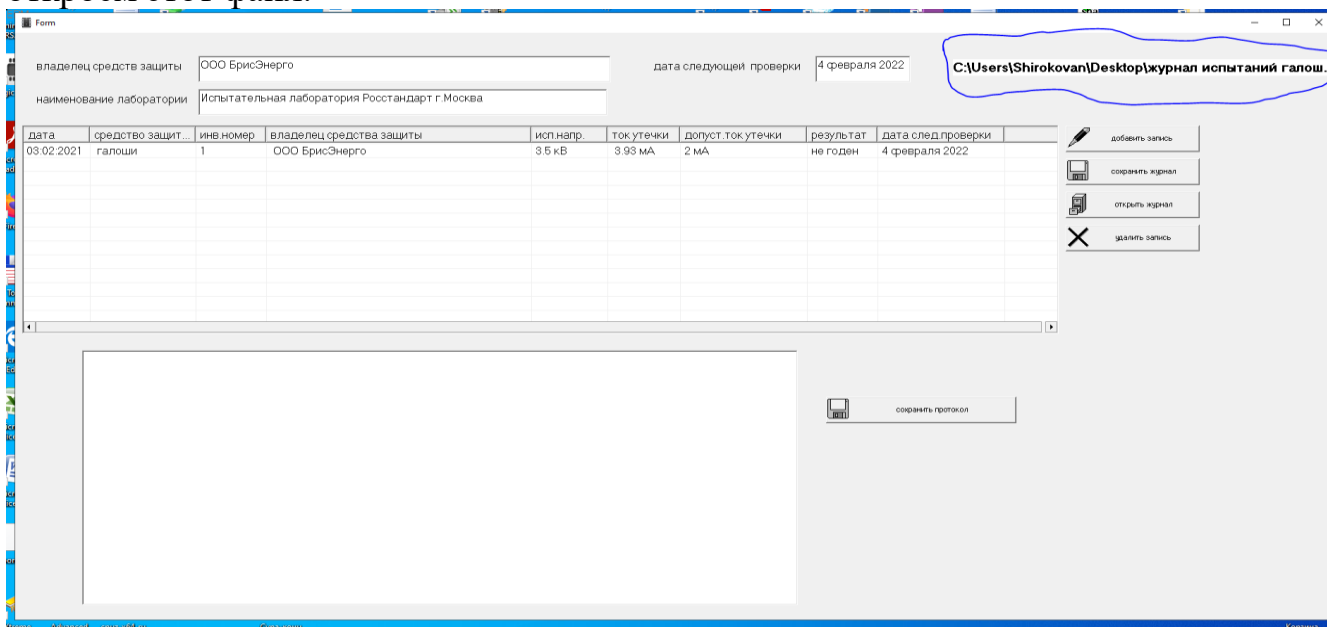 Form
владелец средств защиты ООО БрисЭнерго дата следующей проверки 4 февраля 2022 C:\Users\Shirokovan\Desktop\журнал испытаний галош.
наименование лаборатории Испытательная лаборатория Росстандарт г.Москва
дата средство защит... инв.номер владелец средства защиты исп.напр. ток утечки допуст.ток утечки результат дата след.проверки
03:02:2021 галоши 1 ООО БрисЭнерго 3.5 кВ 3.93 мА 2 мА не годен 4 февраля 2022
добавить запись
сохранить журнал
открыть журнал
удалить запись
сохранить протокол
Корзина